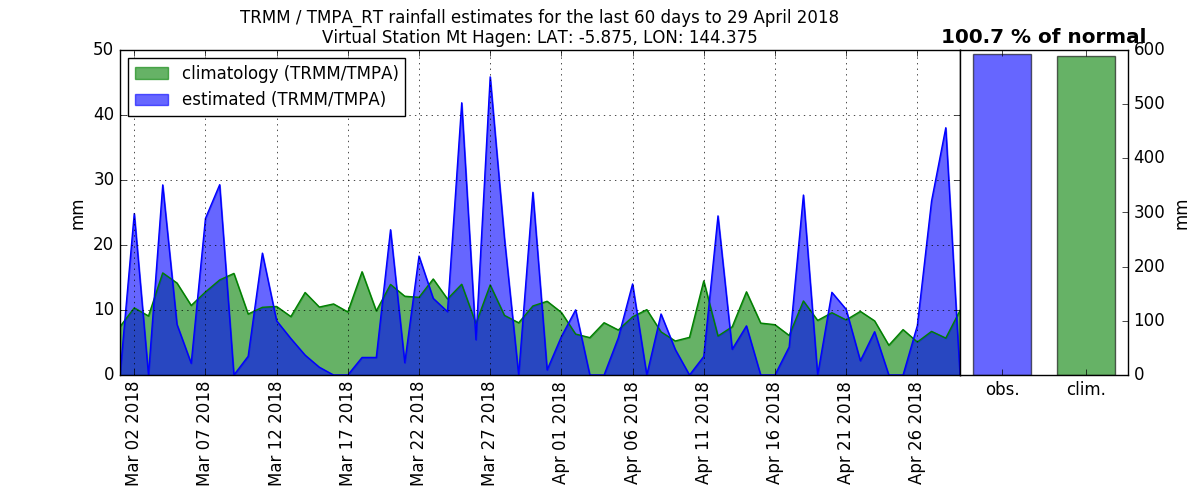 TRMM / TMPA_RT rainfall estimates for the last 60 days to 29 April 2018
Virtual Station Mt Hagen: LAT: -5.875, LON: 144.375
100.7 % of normal
climatology (TRMM/TMPA)
estimated (TRMM/TMPA)
50
40
30
20
10
0
mm
Mar 02 2018
Mar 07 2018
Mar 12 2018
Mar 17 2018
Mar 22 2018
Mar 27 2018
Apr 01 2018
Apr 06 2018
Apr 11 2018
Apr 16 2018
Apr 21 2018
Apr 26 2018
600
500
400
300
200
100
0
mm
obs.
clim.